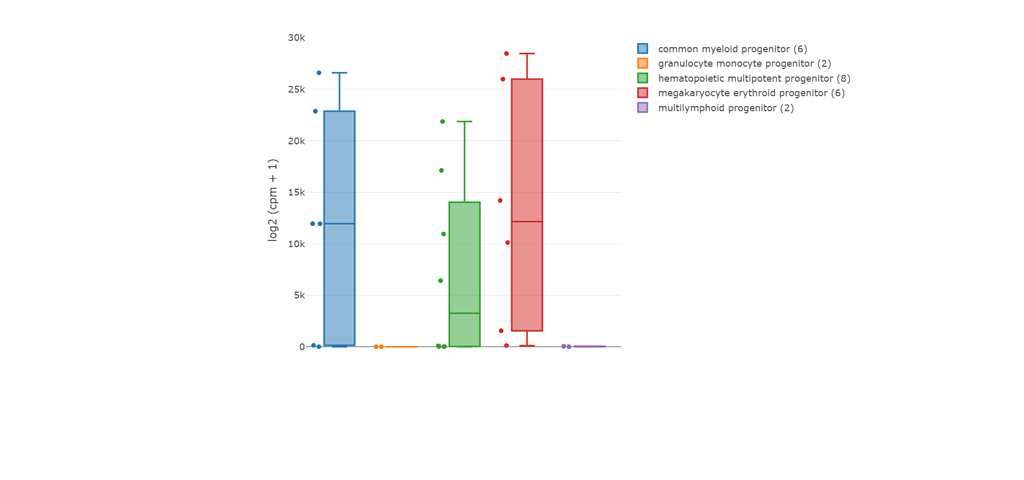 30k
25k
20k
15k
10k
5k
0
log2 (cpm + 1)
common myeloid progenitor (6)
granulocyte monocyte progenitor (2)
hematopoietic multipotent progenitor (8)
megakaryocyte erythroid progenitor (6)
multilymphoid progenitor (2)